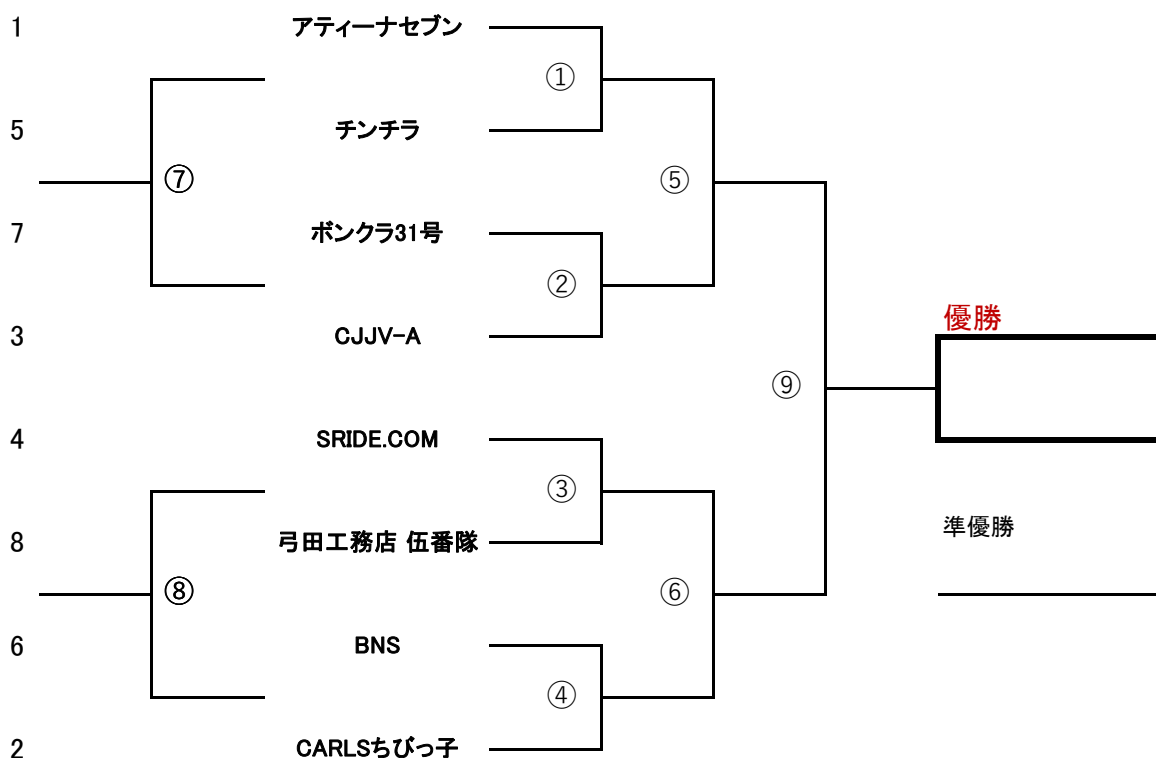 1 アティーナセブン
①
5 チンチラ
⑦ ⑤
7 ボンクラ31号
②
優勝
3 CJJV-A
⑨
4 SRIDE.COM
③
準優勝
8 弓田工務店 伍番隊
⑧ ⑥
6 BNS
④
2 CARLSちびっ子